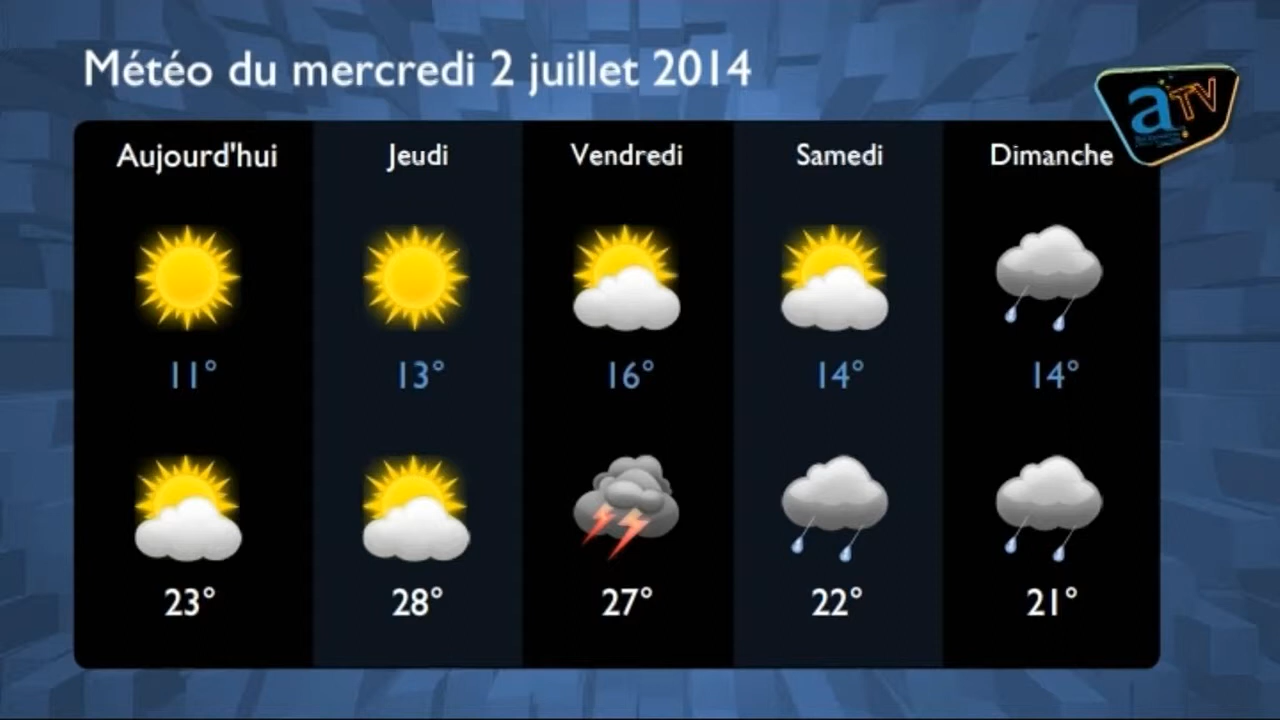 Météo du mercredi 2 juillet 2014
aTV
Aujourd'hui Jeudi Vendredi Samedi Dimanche
11° 13° 16° 14° 14°
23° 28° 27° 22° 21°